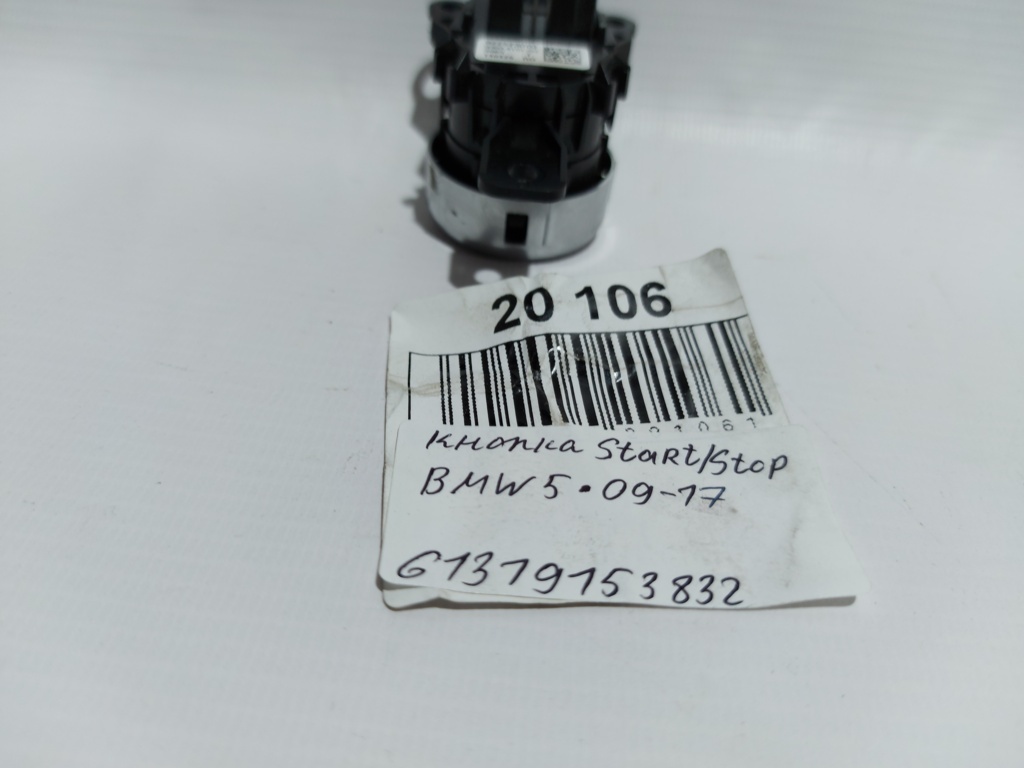 20 106
кнопка Start/Stop
BMW 5 • 09-17
61319153832